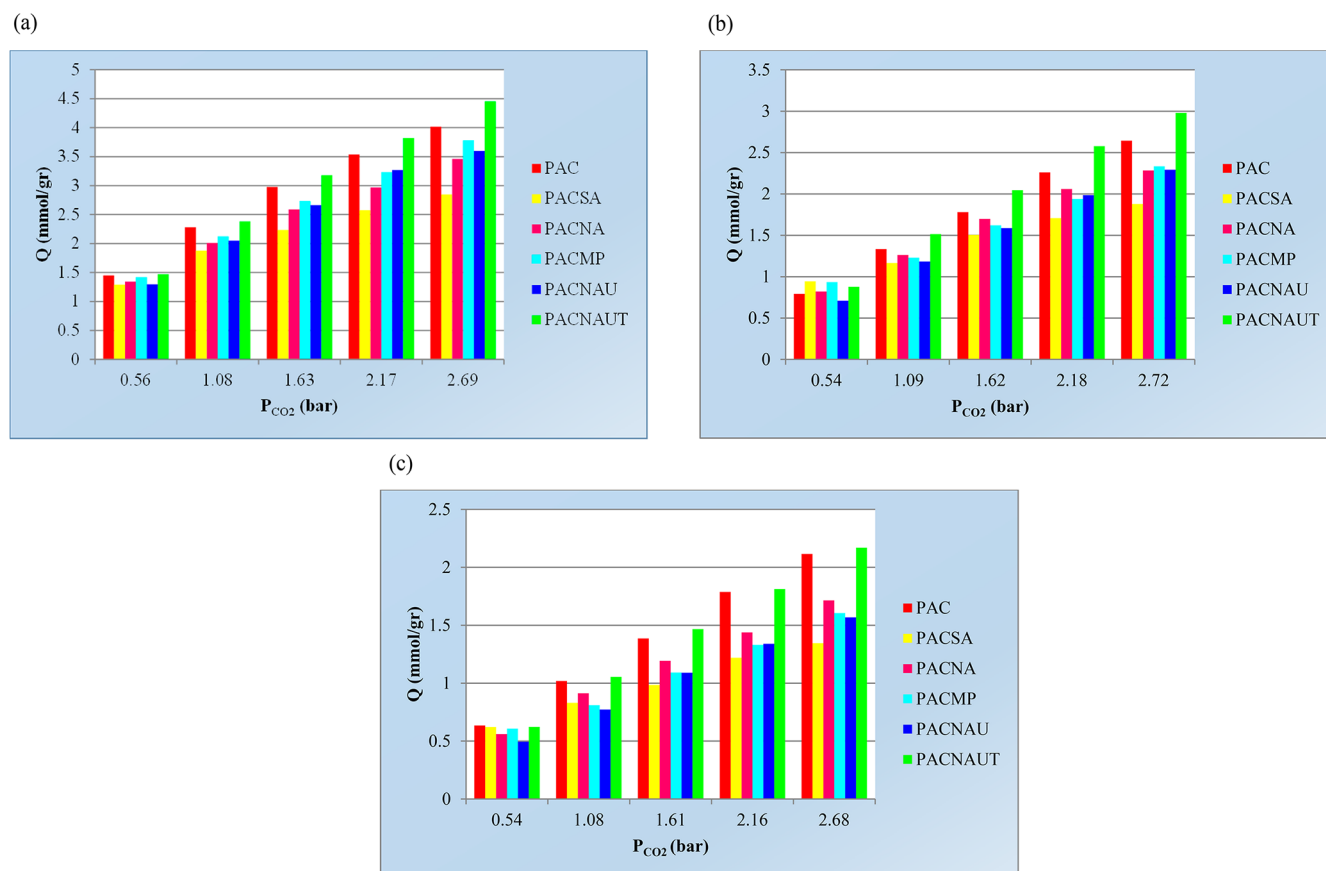 (a)
Q (mmol/gr)
5
4.5
4
3.5
3
2.5
2
1.5
1
0.5
0
0.56 1.08 1.63 2.17 2.69
PCO2 (bar)
PAC
PACSA
PACNA
PACMP
PACNAU
PACNAUT
(b)
Q (mmol/gr)
3.5
3
2.5
2
1.5
1
0.5
0
0.54 1.09 1.62 2.18 2.72
PCO2 (bar)
PAC
PACSA
PACNA
PACMP
PACNAU
PACNAUT
(c)
Q (mmol/gr)
2.5
2
1.5
1
0.5
0
0.54 1.08 1.61 2.16 2.68
PCO2 (bar)
PAC
PACSA
PACNA
PACMP
PACNAU
PACNAUT